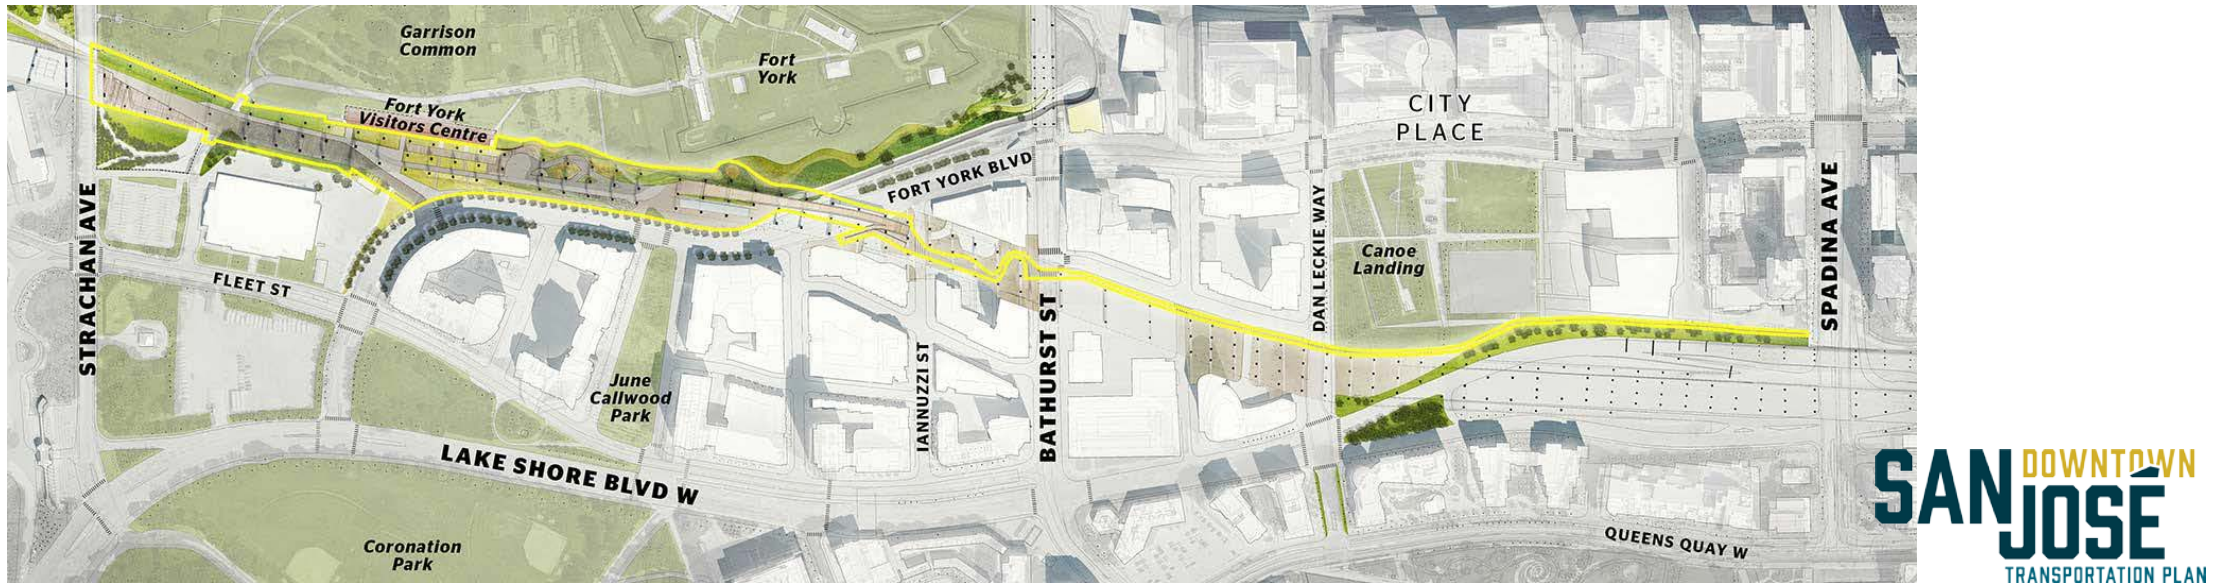 Garrison
Common
Fort
York
Fort York
Visitors Centre
CITY
PLACE
FORT YORK BLVD
STRACHAN AVE
FLEET ST
DAN LECKIE WAY
Canoe
Landing
SPADINA AVE
June
Callwood
Park
IANNUZZI ST
BATHURST ST
LAKE SHORE BLVD W
Coronation
Park
QUEENS QUAY W
SAN DOWNTOWN
JOSÉ
TRANSPORTATION PLAN